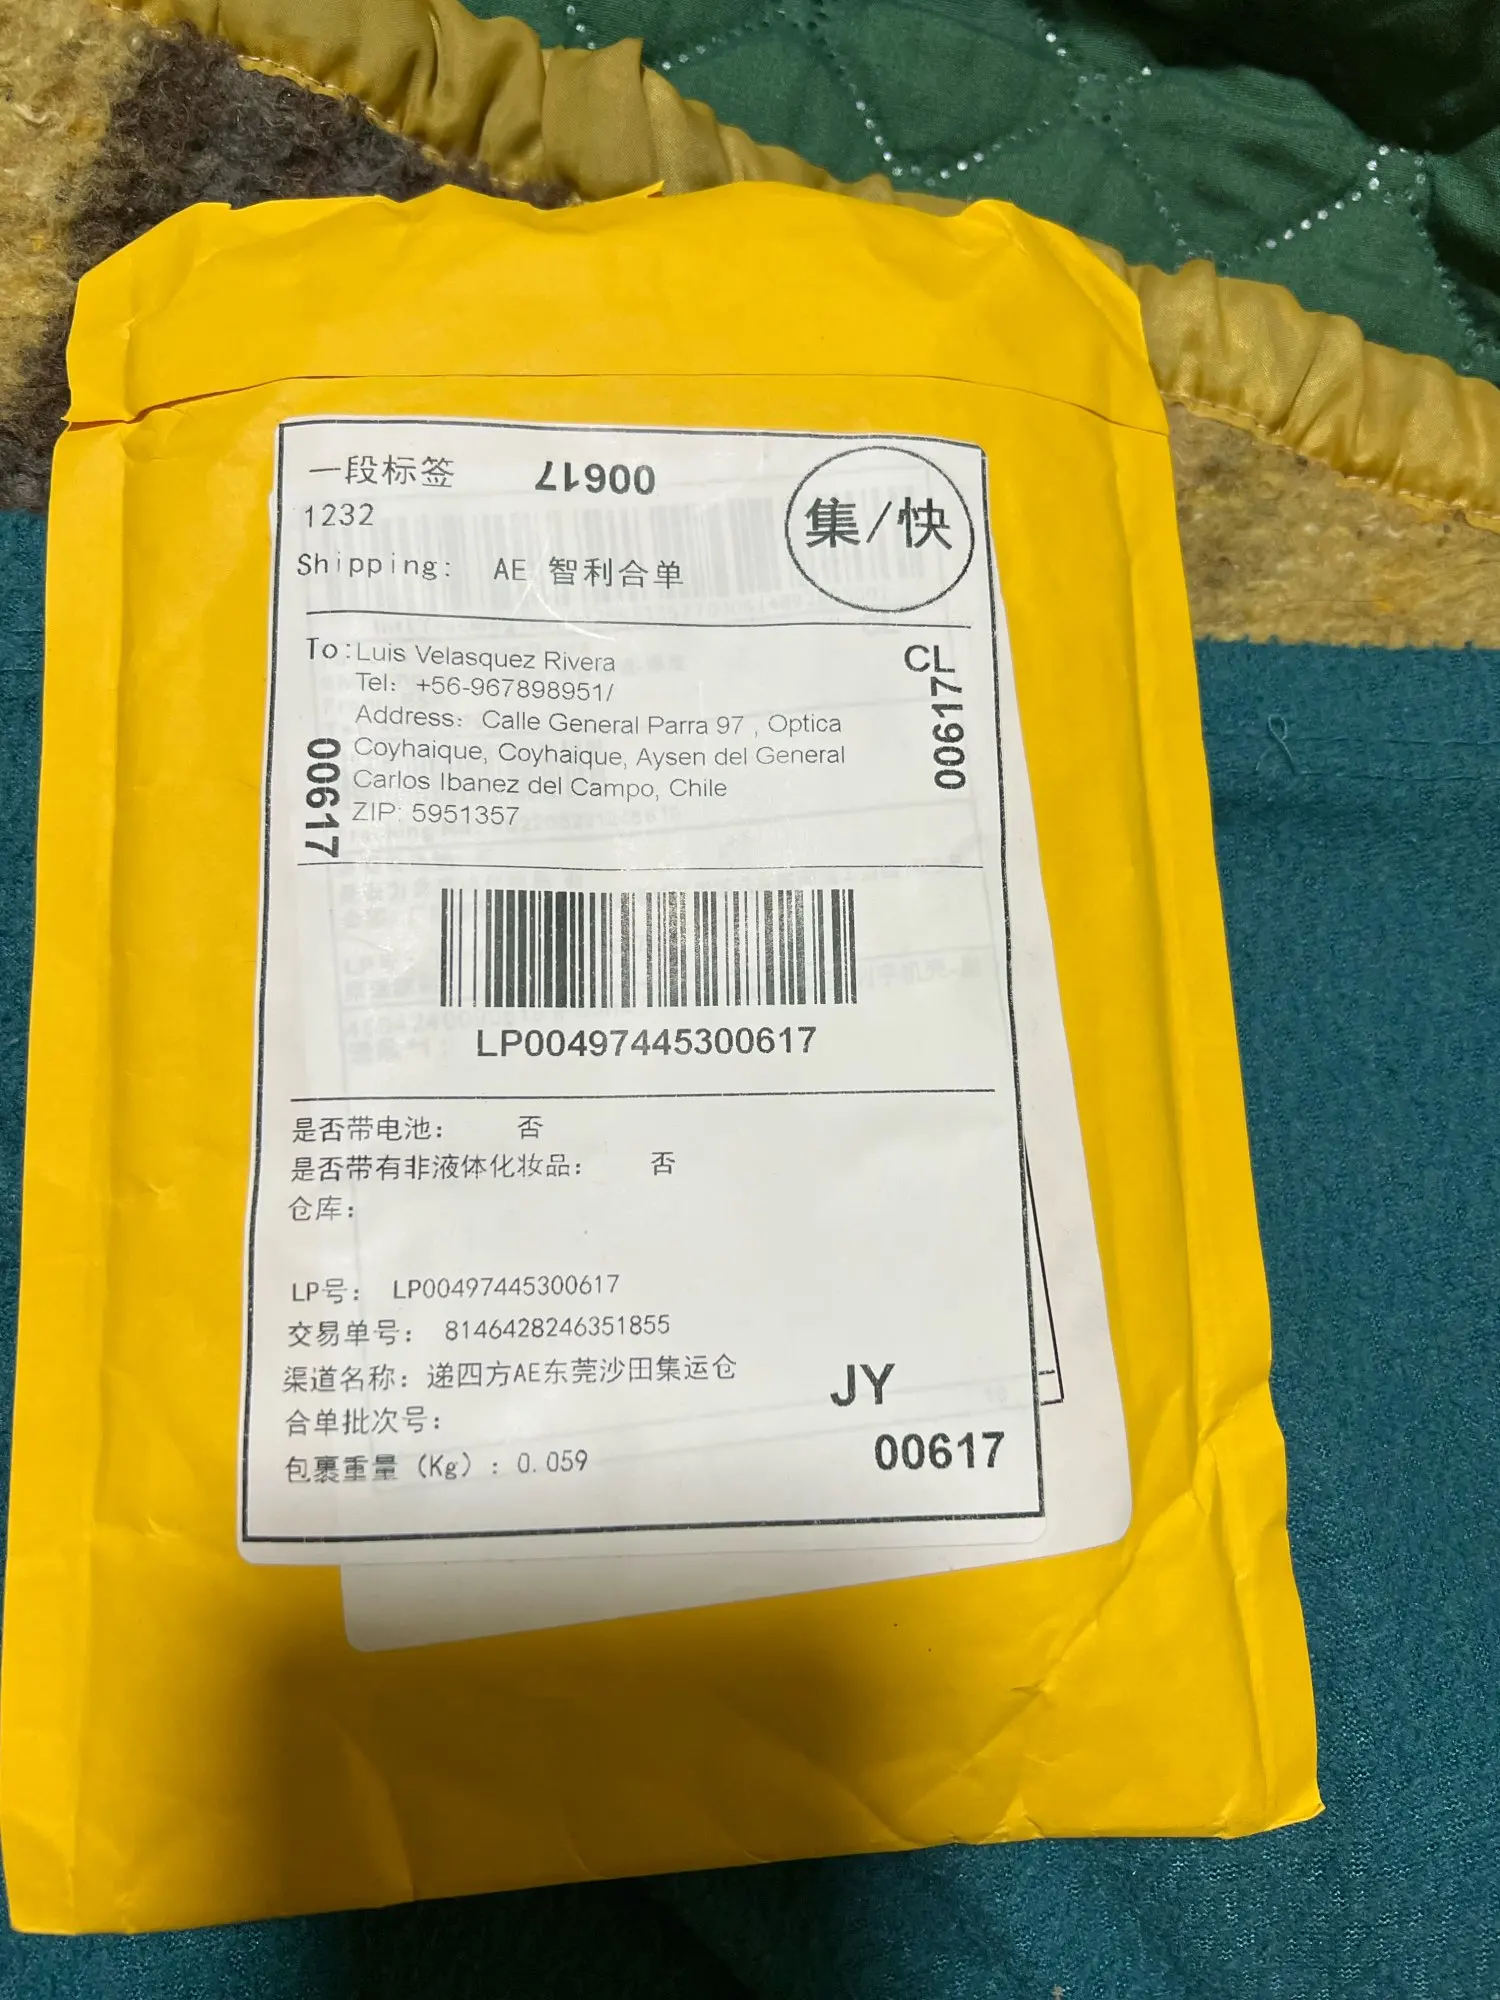 一段标签
00617
集/快
1232
Shipping: AE 智利合单
To:Luis Velasquez Rivera
CL
Tel: +56-967898951/
Address: Calle General Parra 97 , Optica
Coyhaique, Coyhaique, Aysen del General
Carlos Ibanez del Campo, Chile
ZIP: 5951357
00617
00617
LP00497445300617
是否带电池: 否
是否带有非液体化妆品: 否
仓库:
LP号: LP00497445300617
交易单号: 8146428246351855
渠道名称: 递四方AE东莞沙田集运仓
JY
合单批次号:
00617
包裹重量 (Kg) : 0.059